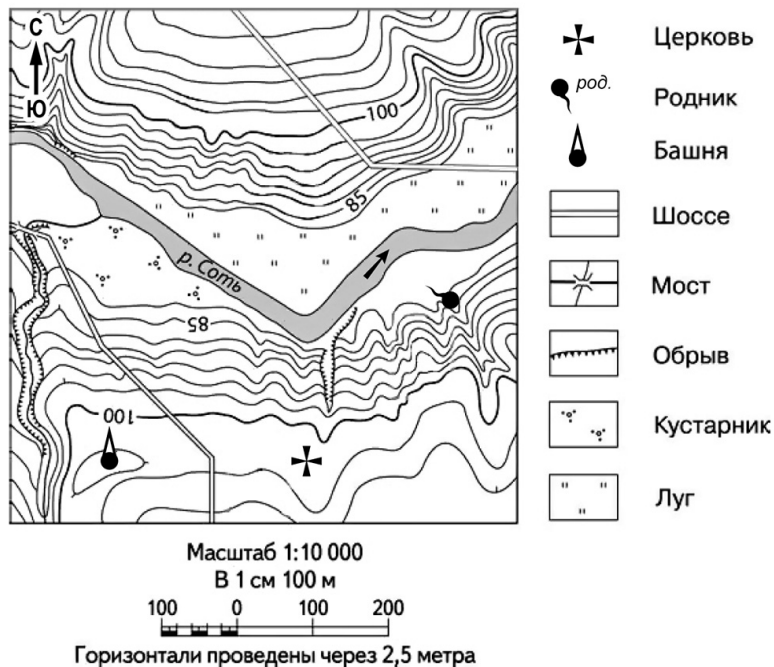 С
Ю
100
85
р. Соть
85
100
Церковь
род.
Родник
Башня
Шоссе
Мост
Обрыв
Кустарник
Луг
Масштаб 1:10 000
В 1 см 100 м
100 0 100 200
Горизонтали проведены через 2,5 метра